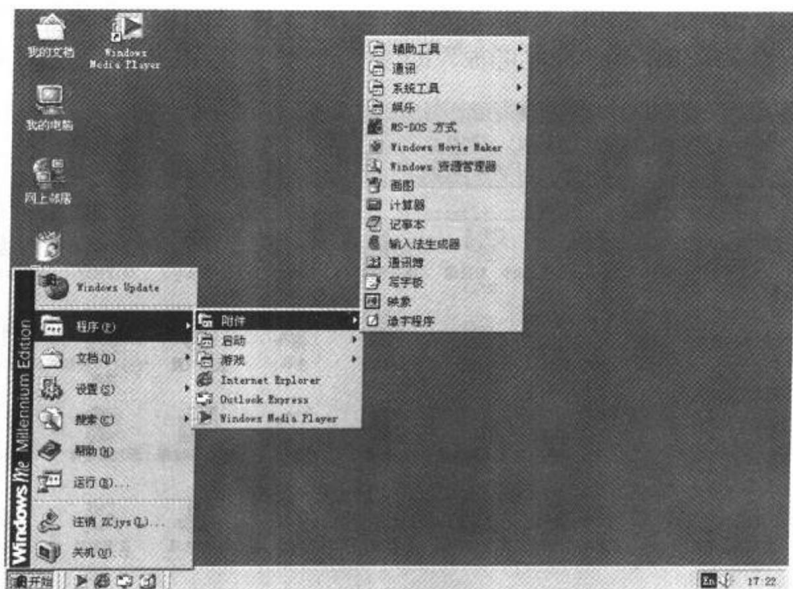 我的文档
Windows
Media Player
我的电脑
网上邻居
Windows Me Millennium Edition
Windows Update
程序(P)
文档(D)
设置(S)
搜索(C)
帮助(H)
运行(R)...
注销 ZCjys(L)...
关机(U)
附件
启动
游戏
Internet Explorer
Outlook Express
Windows Media Player
辅助工具
通讯
系统工具
娱乐
MS-DOS 方式
Windows Movie Maker
Windows 资源管理器
画图
计算器
记事本
输入法生成器
通讯簿
写字板
映象
造字程序
开始
En
17:22